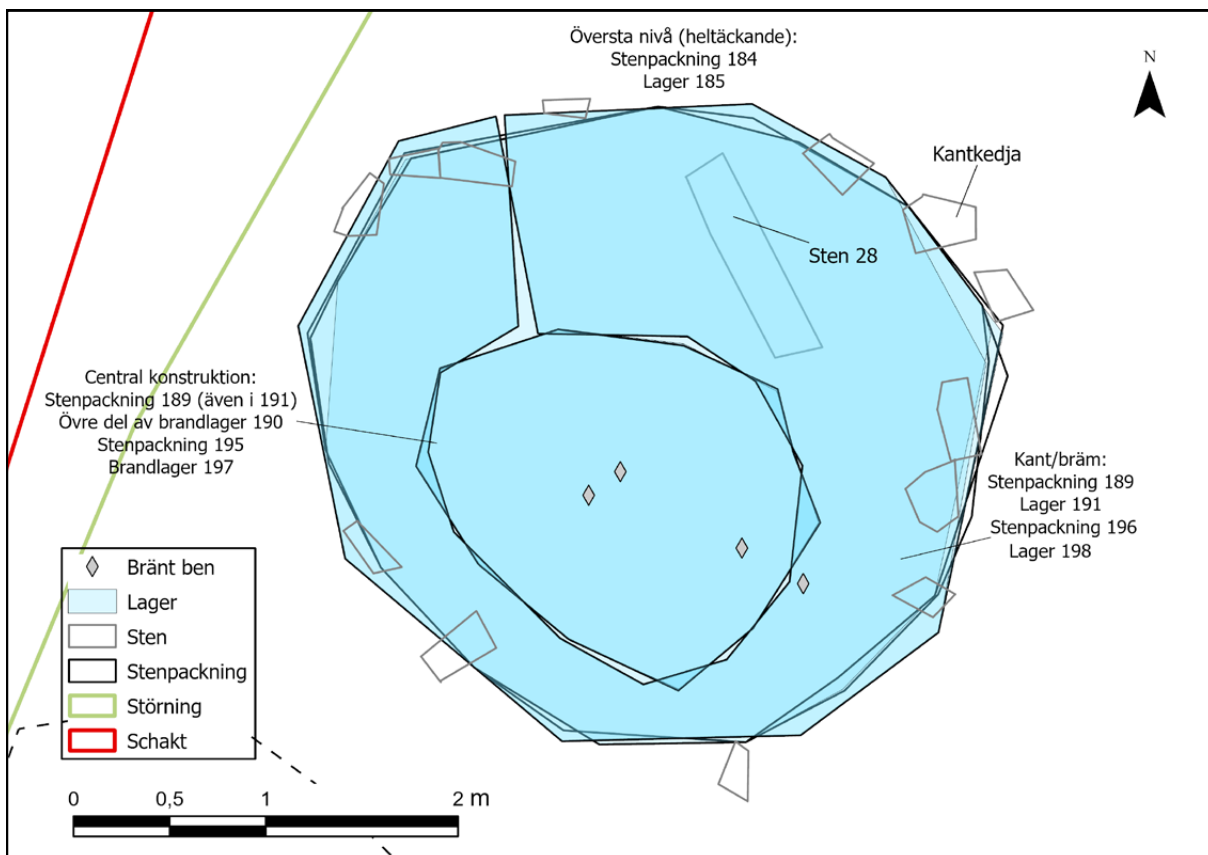 Översta nivå (heltäckande):
Stenpackning 184
Lager 185
N
Kantkedja
Sten 28
Central konstruktion:
Stenpackning 189 (även i 191)
Övre del av brandlager 190
Stenpackning 195
Brandlager 197
Kant/bräm:
Stenpackning 189
Lager 191
Stenpackning 196
Lager 198
Bränt ben
Lager
Sten
Stenpackning
Störning
Schakt
0 0,5 1 2 m